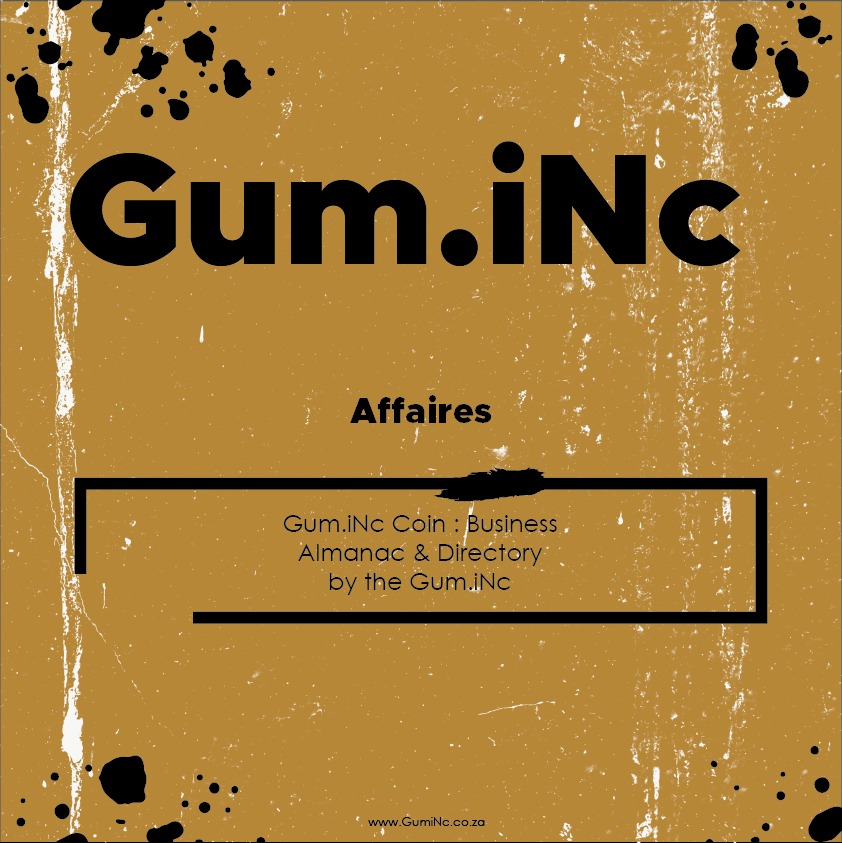 Gum.iNc
Affaires
Gum.iNc Coin : Business
Almanac & Directory
by the Gum.iNc
www.GumiNc.co.za